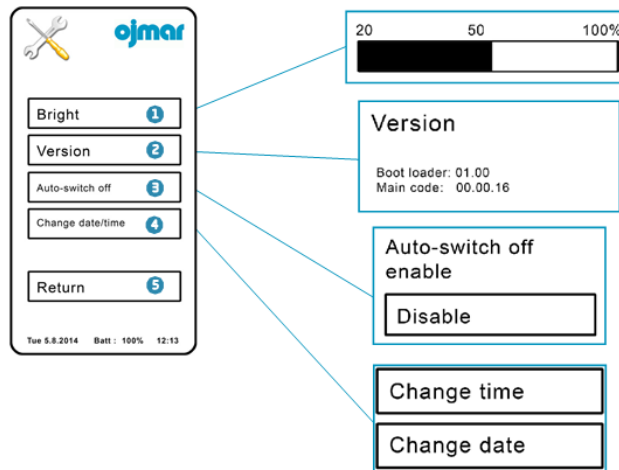 ojmar
Bright 1
Version 2
Auto-switch off 3
Change date/time 4
Return 5
Tue 5.8.2014 Batt : 100% 12:13
20 50 100%
Version
Boot loader: 01.00
Main code: 00.00.16
Auto-switch off
enable
Disable
Change time
Change date